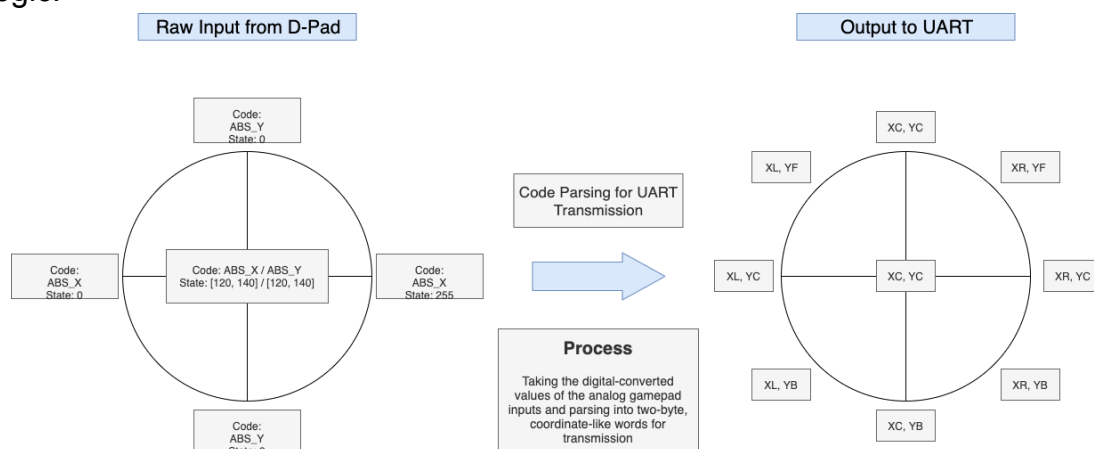 Raw Input from D-Pad
Output to UART
Code:
ABS_Y
State: 0
XC, YC
XL, YF
XR, YF
Code Parsing for UART
Transmission
Code:
ABS_X
State: 0
Code: ABS_X / ABS_Y
State: [120, 140] / [120, 140]
Code:
ABS_X
State: 255
XL, YC
XC, YC
XR, YC
Process
Taking the digital-converted
values of the analog gamepad
inputs and parsing into two-byte,
coordinate-like words for
transmission
XL, YB
XR, YB
XC, YB
Code:
ABS_Y